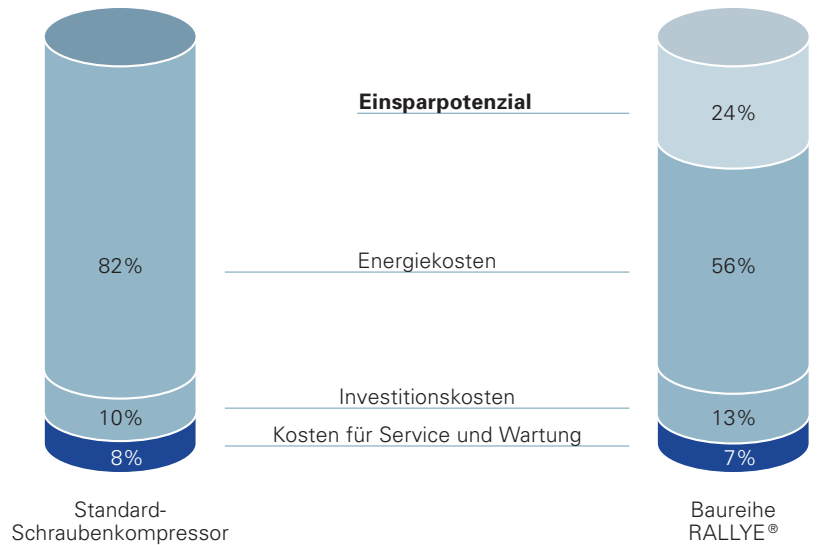 Einsparpotenzial
24%
82%
Energiekosten
56%
Investitionskosten
10%
13%
Kosten für Service und Wartung
8%
7%
Standard-
Schraubenkompressor
Baureihe
RALLYE®